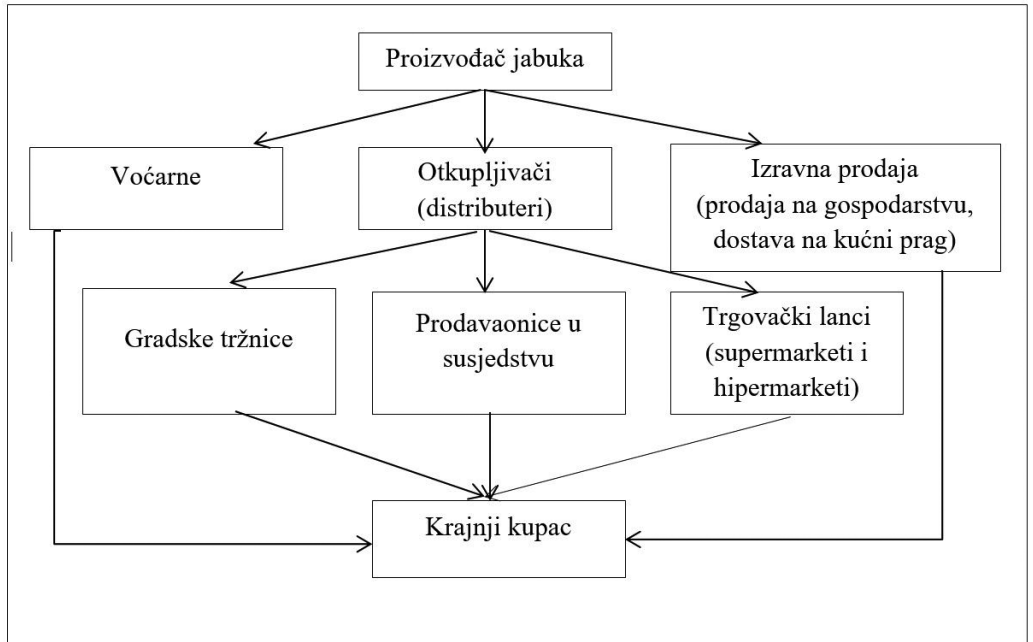 Proizvođač jabuka
Voćarne
Otkupljivači
(distributeri)
Izravna prodaja
(prodaja na gospodarstvu,
dostava na kućni prag)
Gradske tržnice
Prodavaonice u
susjedstvu
Trgovački lanci
(supermarketi i
hipermarketi)
Krajnji kupac